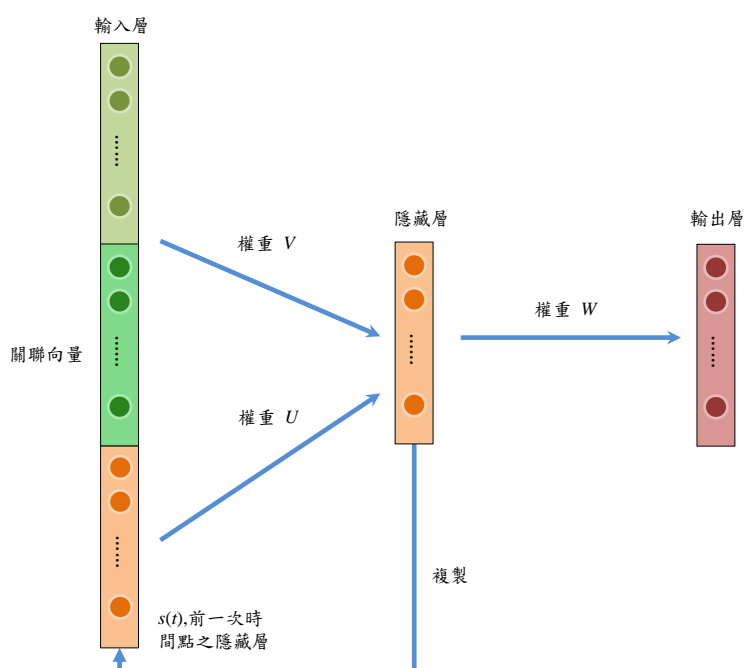 輸入層
隱藏層
輸出層
權重 V
權重 W
關聯向量
權重 U
複製
s(t),前一次時
間點之隱藏層